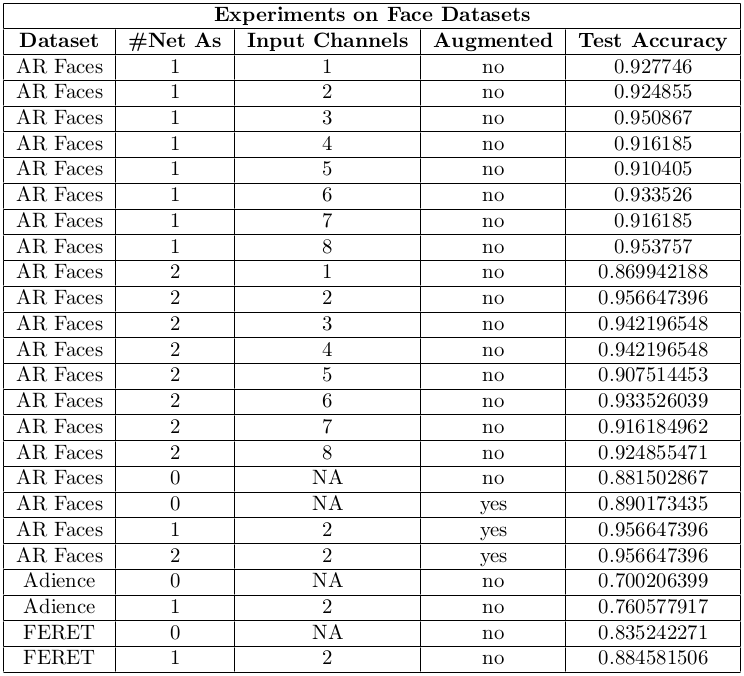 Experiments on Face Datasets
Dataset #Net As Input Channels Augmented Test Accuracy
AR Faces 1 1 no 0.927746
AR Faces 1 2 no 0.924855
AR Faces 1 3 no 0.950867
AR Faces 1 4 no 0.916185
AR Faces 1 5 no 0.910405
AR Faces 1 6 no 0.933526
AR Faces 1 7 no 0.916185
AR Faces 1 8 no 0.953757
AR Faces 2 1 no 0.869942188
AR Faces 2 2 no 0.956647396
AR Faces 2 3 no 0.942196548
AR Faces 2 4 no 0.942196548
AR Faces 2 5 no 0.907514453
AR Faces 2 6 no 0.933526039
AR Faces 2 7 no 0.916184962
AR Faces 2 8 no 0.924855471
AR Faces 0 NA no 0.881502867
AR Faces 0 NA yes 0.890173435
AR Faces 1 2 yes 0.956647396
AR Faces 2 2 yes 0.956647396
Adience 0 NA no 0.700206399
Adience 1 2 no 0.760577917
FERET 0 NA no 0.835242271
FERET 1 2 no 0.884581506